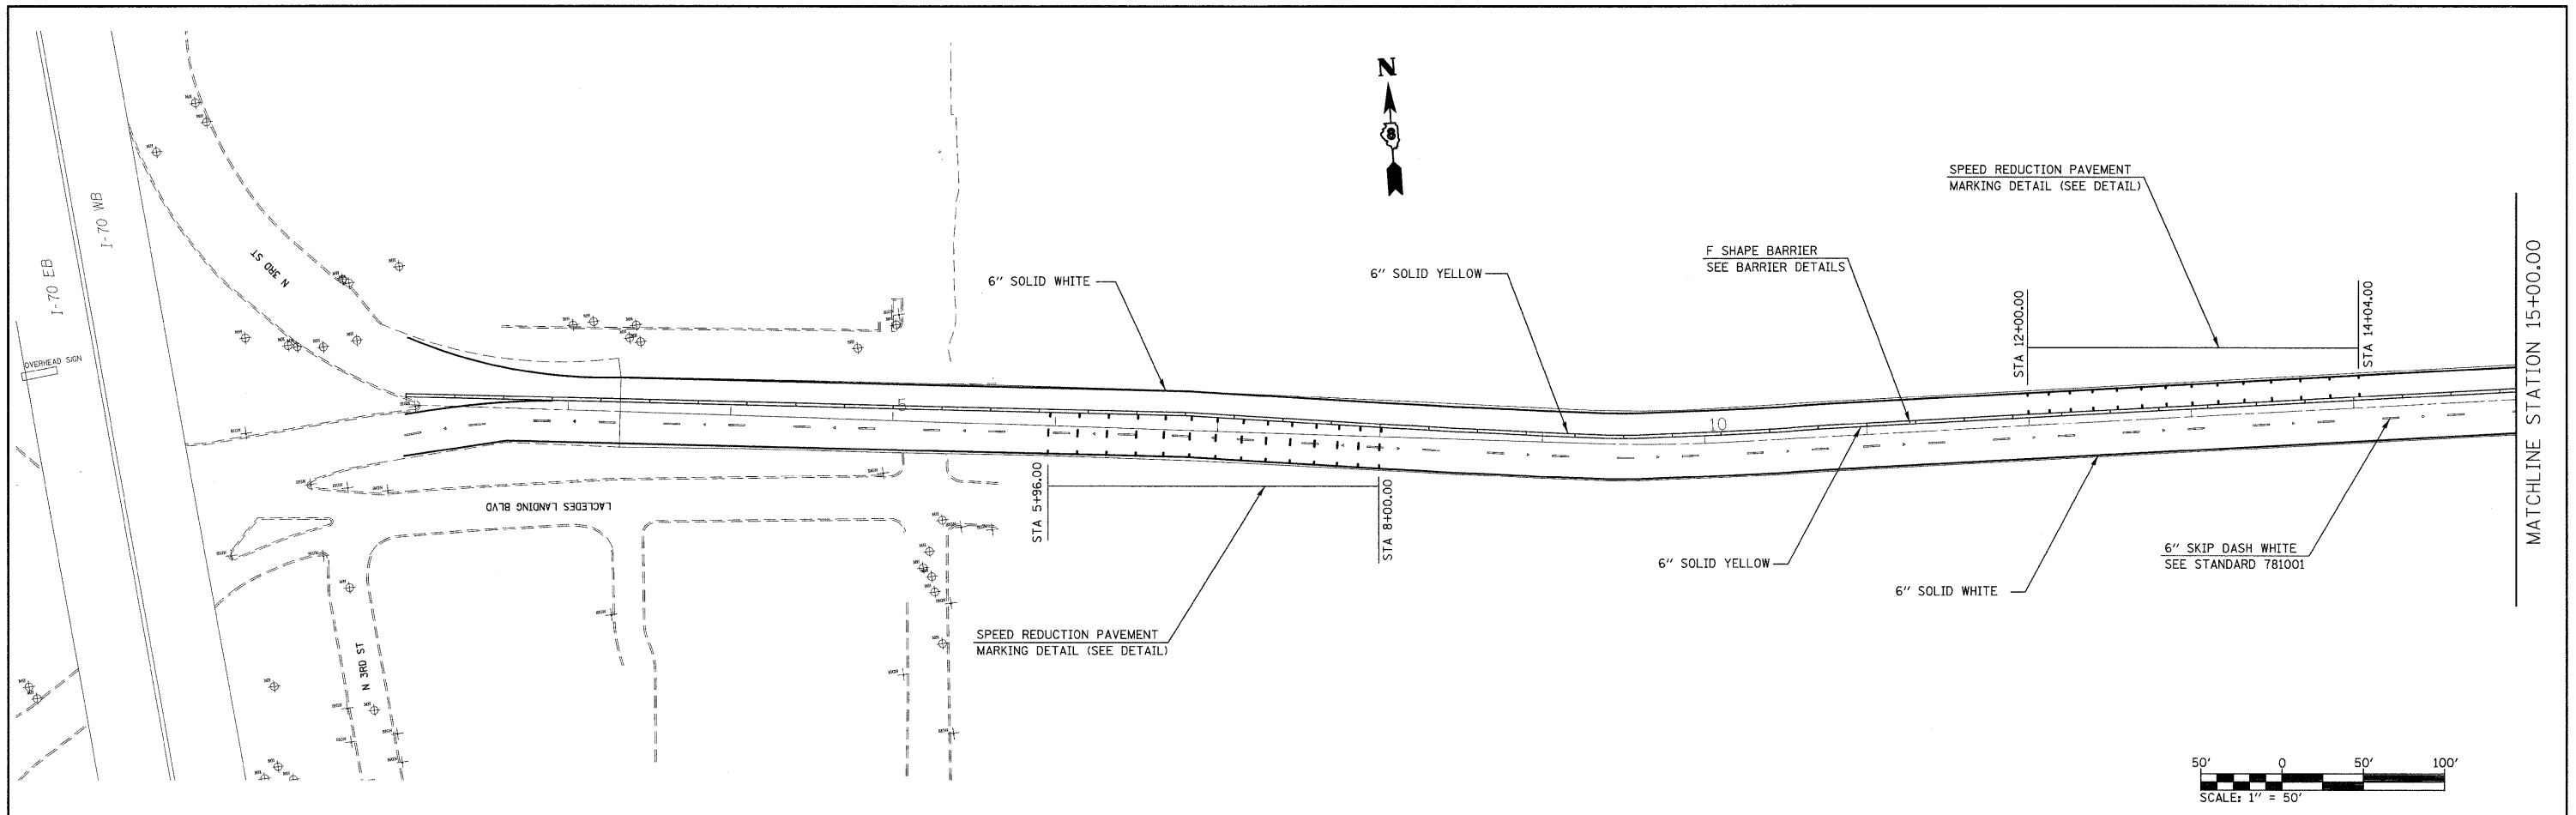 N
8
SPEED REDUCTION PAVEMENT
MARKING DETAIL (SEE DETAIL)
I-70 WB
I-70 EB
N 3RD ST
F SHAPE BARRIER
SEE BARRIER DETAILS
6" SOLID WHITE
6" SOLID YELLOW
STA 12+00.00
STA 14+04.00
MATCHLINE STATION 15+00.00
OVERHEAD SIGN
5
10
STA 5+96.00
STA 8+00.00
LACLEDES LANDING BLVD
6" SKIP DASH WHITE
SEE STANDARD 781001
6" SOLID YELLOW
6" SOLID WHITE
SPEED REDUCTION PAVEMENT
MARKING DETAIL (SEE DETAIL)
N 3RD ST
50' 0 50' 100'
SCALE: 1" = 50'